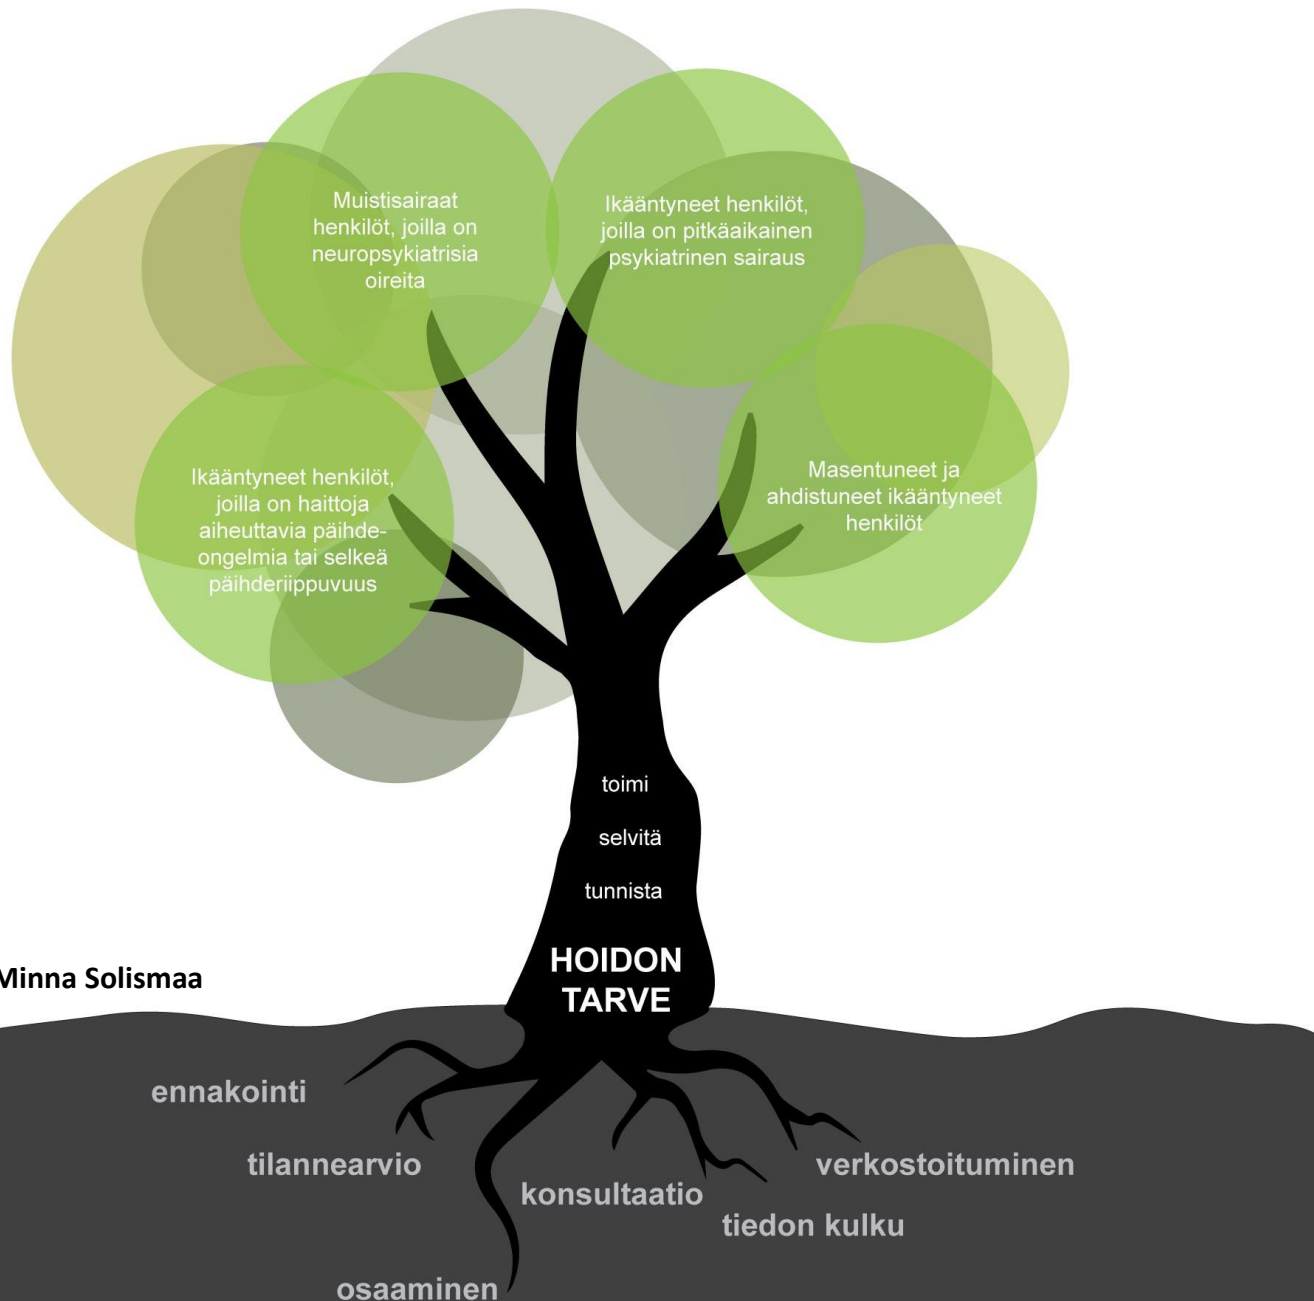 Muistisairaat
henkilöt, joilla on
neuropsykiatrisia
oireita
Ikääntyneet henkilöt,
joilla on pitkäaikainen
psykiatrinen sairaus
Ikääntyneet henkilöt,
joilla on haittoja
aiheuttavia päihde-
ongelmia tai selkeä
päihderiippuvuus
Masentuneet ja
ahdistuneet ikääntyneet
henkilöt
toimi
selvitä
tunnista
HOIDON
TARVE
Minna Solismaa
ennakointi
tilannearvio
konsultaatio
verkostoituminen
tiedon kulku
osaaminen